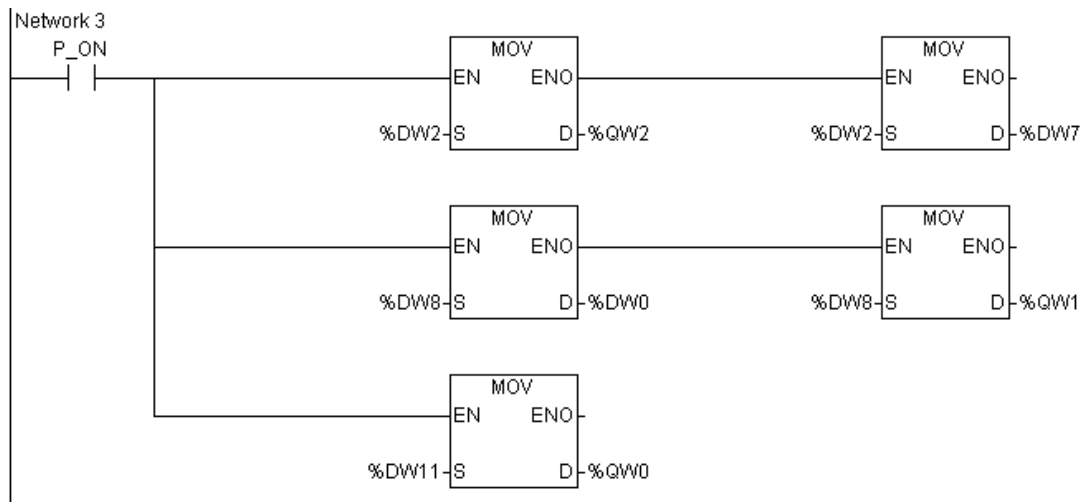 Network 3
P_ON
MOV MOV
EN ENO EN ENO
%DW2 S D %QW2 %DW2 S D %DW7
MOV MOV
EN ENO EN ENO
%DW8 S D %DW0 %DW8 S D %QW1
MOV
EN ENO
%DW11 S D %QW0